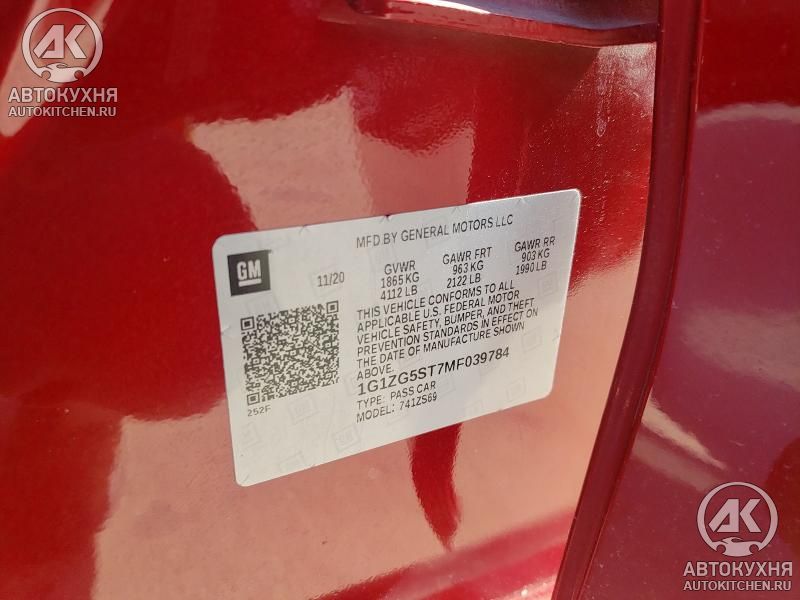 АВТОКУХНЯ
AUTOKITCHEN.RU
MFD BY GENERAL MOTORS LLC
GM
11/20
GVWR GAWR FRT GAWR RR
1865 KG 963 KG 903 KG
4112 LB 2122 LB 1990 LB
THIS VEHICLE CONFORMS TO ALL
APPLICABLE U.S. FEDERAL MOTOR
VEHICLE SAFETY, BUMPER, AND THEFT
PREVENTION STANDARDS IN EFFECT ON
THE DATE OF MANUFACTURE SHOWN
ABOVE.
1G1ZG5ST7MF039784
TYPE: PASS CAR
MODEL: 741ZS69
252F
АВТОКУХНЯ
AUTOKITCHEN.RU